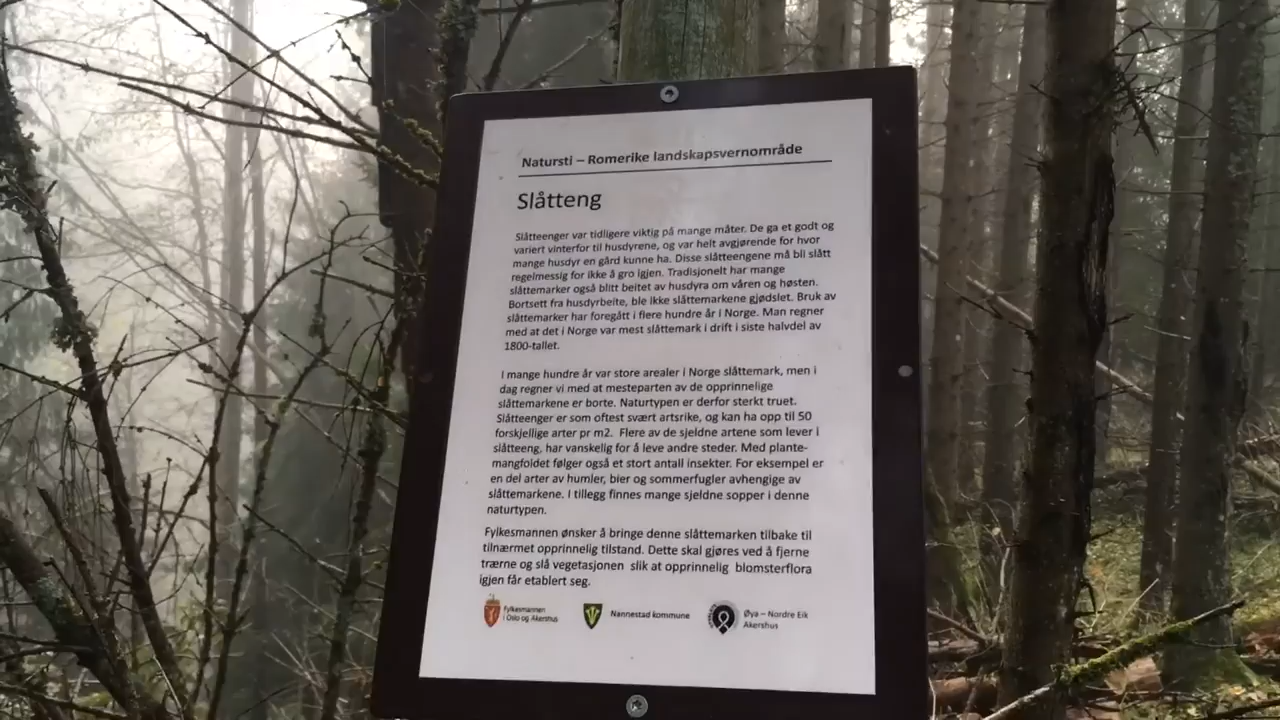 Natursti – Romerike landskapsvernområde
Slåtteng
Slåtteenger var tidligere viktig på mange måter. De ga et godt og
variert vinterfor til husdyrene, og var helt avgjørende for hvor
mange husdyr en gård kunne ha. Disse slåtteengene må bli slått
regelmessig for ikke å gro igjen. Tradisjonelt har mange
slåttemarker også blitt beitet av husdyra om våren og høsten.
Bortsett fra husdyrbeite, ble ikke slåttemarkene gjødslet. Bruk av
slåttemarker har foregått i flere hundre år i Norge. Man regner
med at det i Norge var mest slåttemark i drift i siste halvdel av
1800-tallet.
I mange hundre år var store arealer i Norge slåttemark, men i
dag regner vi med at mesteparten av de opprinnelige
slåttemarkene er borte. Naturtypen er derfor sterkt truet.
Slåtteenger er som oftest svært artsrike, og kan ha opp til 50
forskjellige arter pr m2. Flere av de sjeldne artene som lever i
slåtteeng, har vanskelig for å leve andre steder. Med plante-
mangfoldet følger også et stort antall insekter. For eksempel er
en del arter av humler, bier og sommerfugler avhengige av
slåttemarkene. I tillegg finnes mange sjeldne sopper i denne
naturtypen.
Fylkesmannen ønsker å bringe denne slåttemarken tilbake til
tilnærmet opprinnelig tilstand. Dette skal gjøres ved å fjerne
trærne og slå vegetasjonen slik at opprinnelig blomsterflora
igjen får etablert seg.
Fylkesmannen
i Oslo og Akershus
Nannestad kommune
Øya – Nordre Eik
Akershus